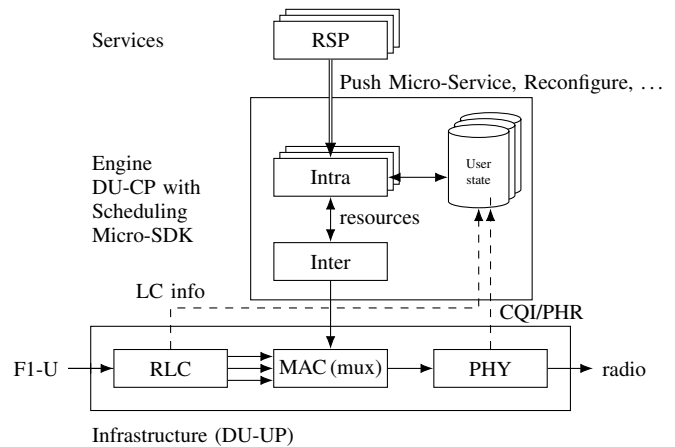 Services
RSP
Push Micro-Service, Reconfigure, ...
Engine
DU-CP with
Scheduling
Micro-SDK
Intra
User
state
resources
Inter
LC info
CQI/PHR
F1-U
RLC
MAC (mux)
PHY
radio
Infrastructure (DU-UP)